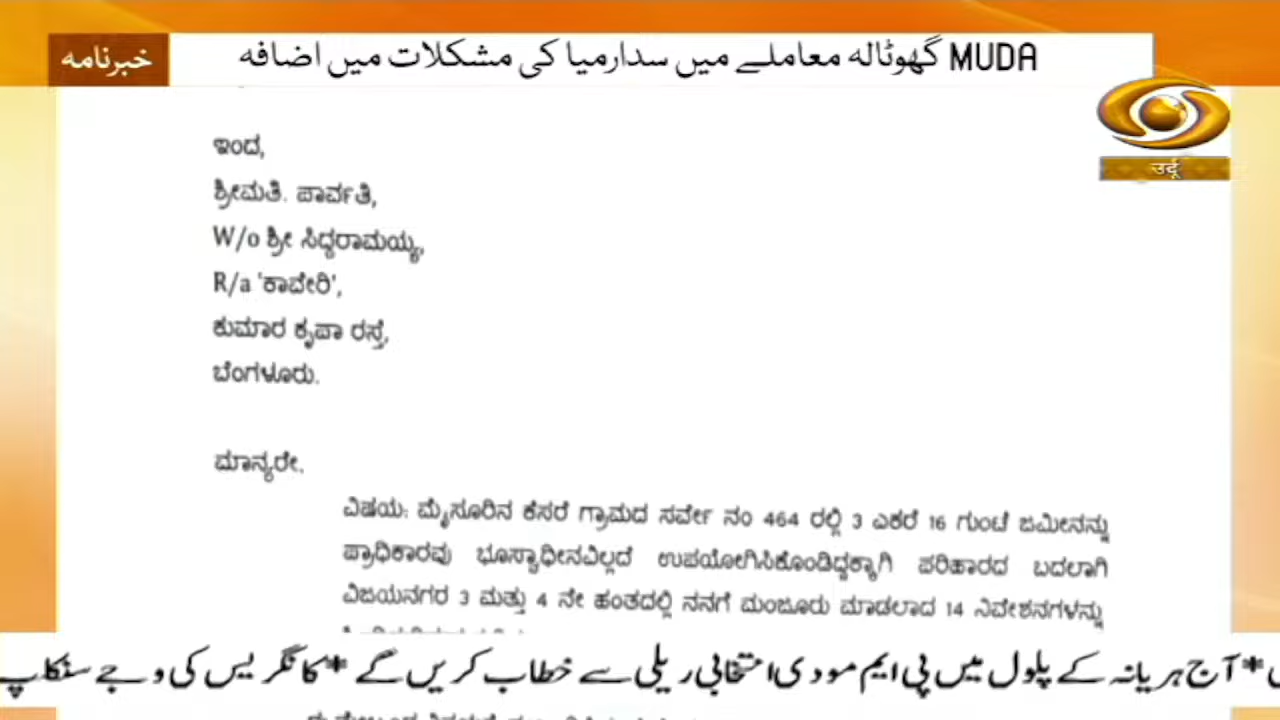 خبرنامہ
MUDA گھوٹالہ معاملے میں سدارمیا کی مشکلات میں اضافہ
उर्दू
ಇಂದ,
ಶ್ರೀಮತಿ. ಪಾರ್ವತಿ,
W/o ಶ್ರೀ ಸಿದ್ಧರಾಮಯ್ಯ,
R/a 'ಕಾವೇರಿ',
ಕುಮಾರ ಕೃಪಾ ರಸ್ತೆ,
ಬೆಂಗಳೂರು.
ಮಾನ್ಯರೇ,
ವಿಷಯ: ಮೈಸೂರಿನ ಕೆಸರೆ ಗ್ರಾಮದ ಸರ್ವೇ ನಂ 464 ರಲ್ಲಿ 3 ಎಕರೆ 16 ಗುಂಟೆ ಜಮೀನನ್ನು
ಪ್ರಾಧಿಕಾರವು ಭೂಸ್ವಾಧೀನವಿಲ್ಲದೆ ಉಪಯೋಗಿಸಿಕೊಂಡಿದ್ದಕ್ಕಾಗಿ ಪರಿಹಾರದ ಬದಲಾಗಿ
ವಿಜಯನಗರ 3 ಮತ್ತು 4 ನೇ ಹಂತದಲ್ಲಿ ನನಗೆ ಮಂಜೂರು ಮಾಡಲಾದ 14 ನಿವೇಶನಗಳನ್ನು
* آج ہریانہ کے پلول میں پی ایم مودی انتخابی ریلی سے خطاب کریں گے * کانگریس کی وجے سنکلپ